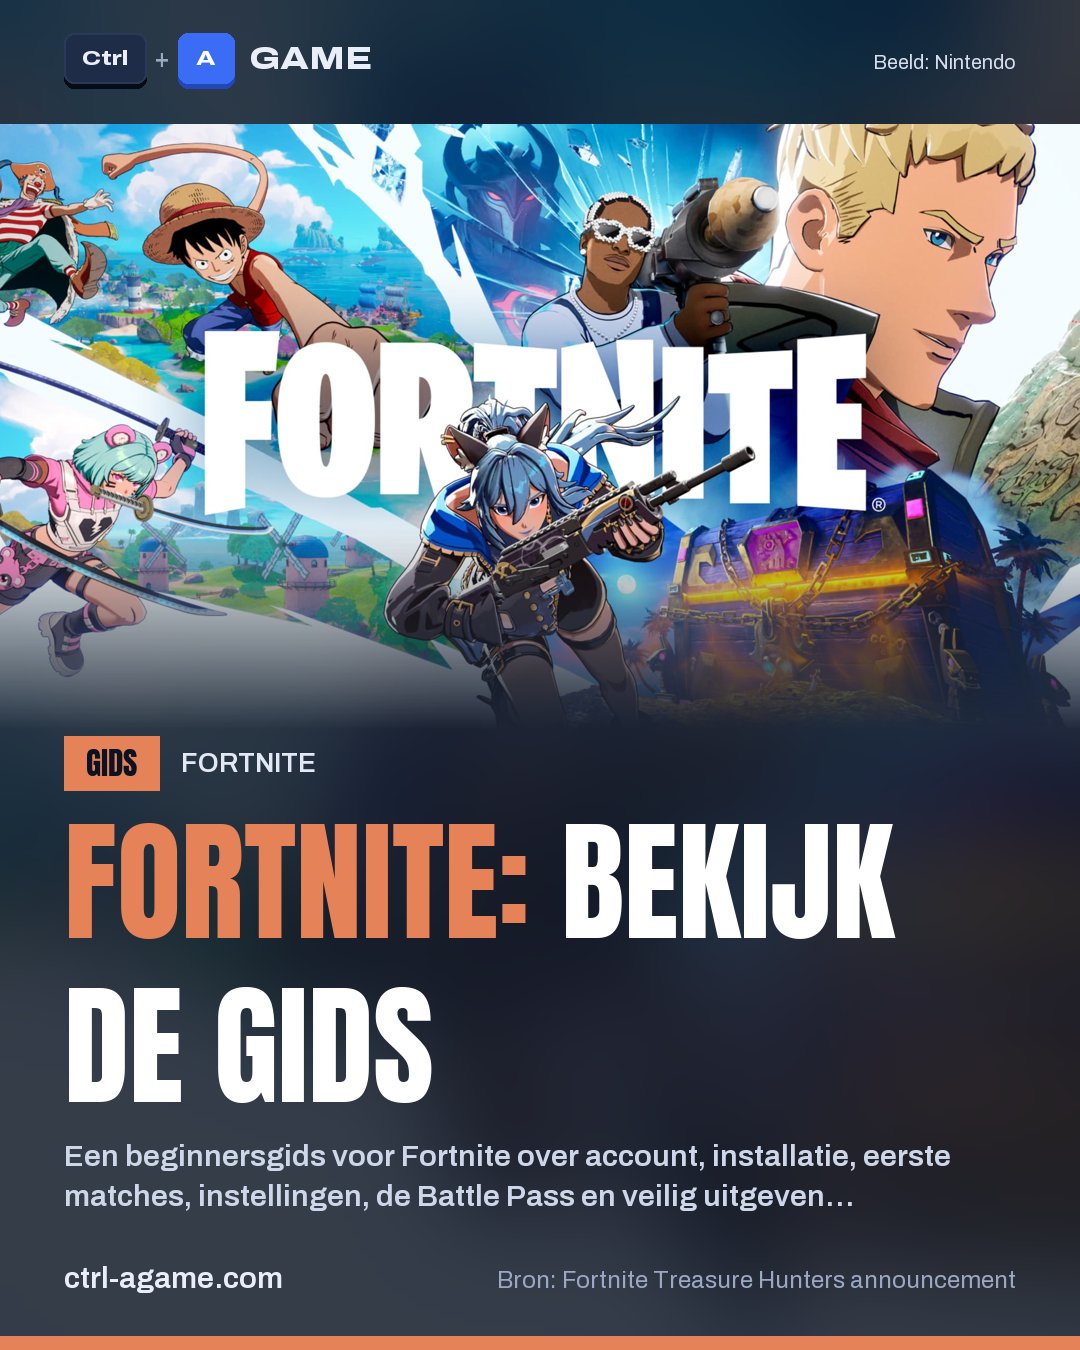 Ctrl + A GAME
Beeld: Nintendo
FORTNITE®
GIDS FORTNITE
FORTNITE: BEKIJK
DE GIDS
Een beginnersgids voor Fortnite over account, installatie, eerste
matches, instellingen, de Battle Pass en veilig uitgeven...
ctrl-agame.com
Bron: Fortnite Treasure Hunters announcement